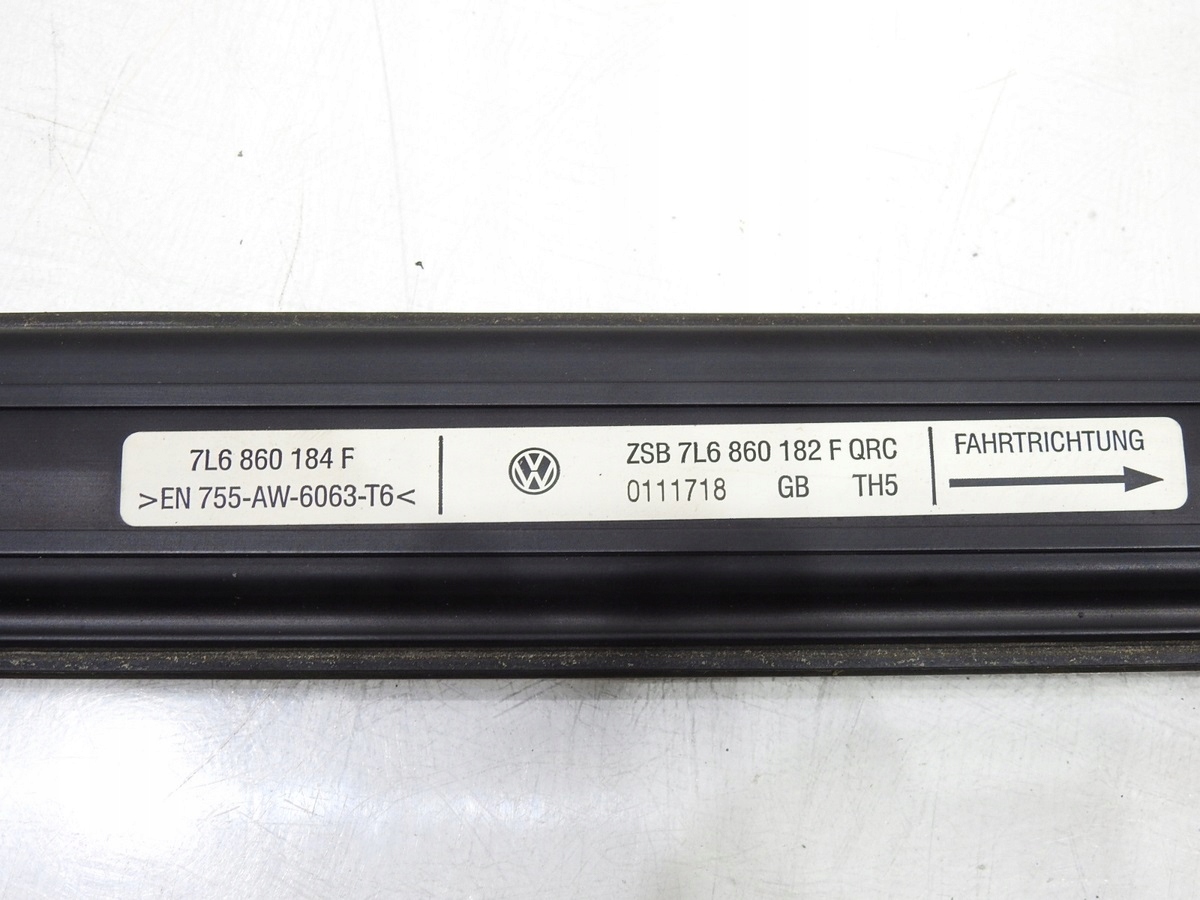 7L6 860 184 F
>EN 755-AW-6063-T6<
ZSB 7L6 860 182 F QRC
0111718 GB TH5
FAHRTRICHTUNG